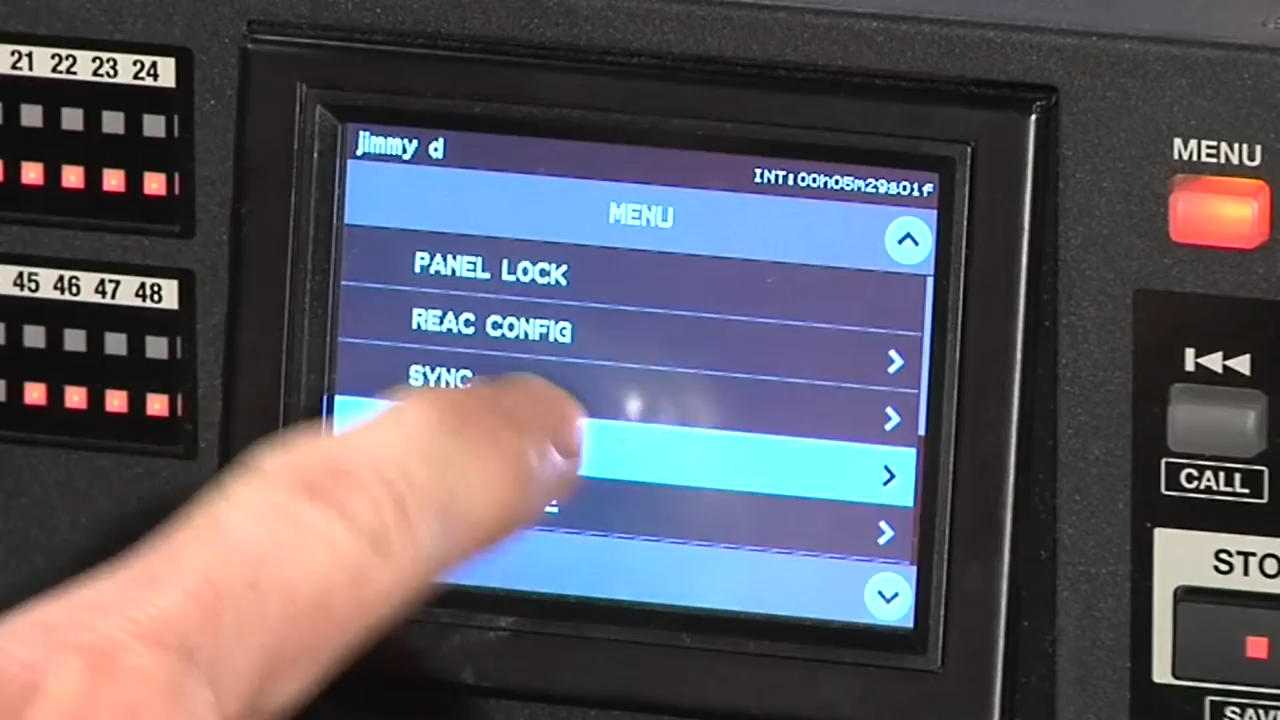 21 22 23 24
45 46 47 48
jimmy d
INT:00h05m29s01f
MENU
PANEL LOCK
REAC CONFIG
SYNC
MENU
CALL
STO
SAVE